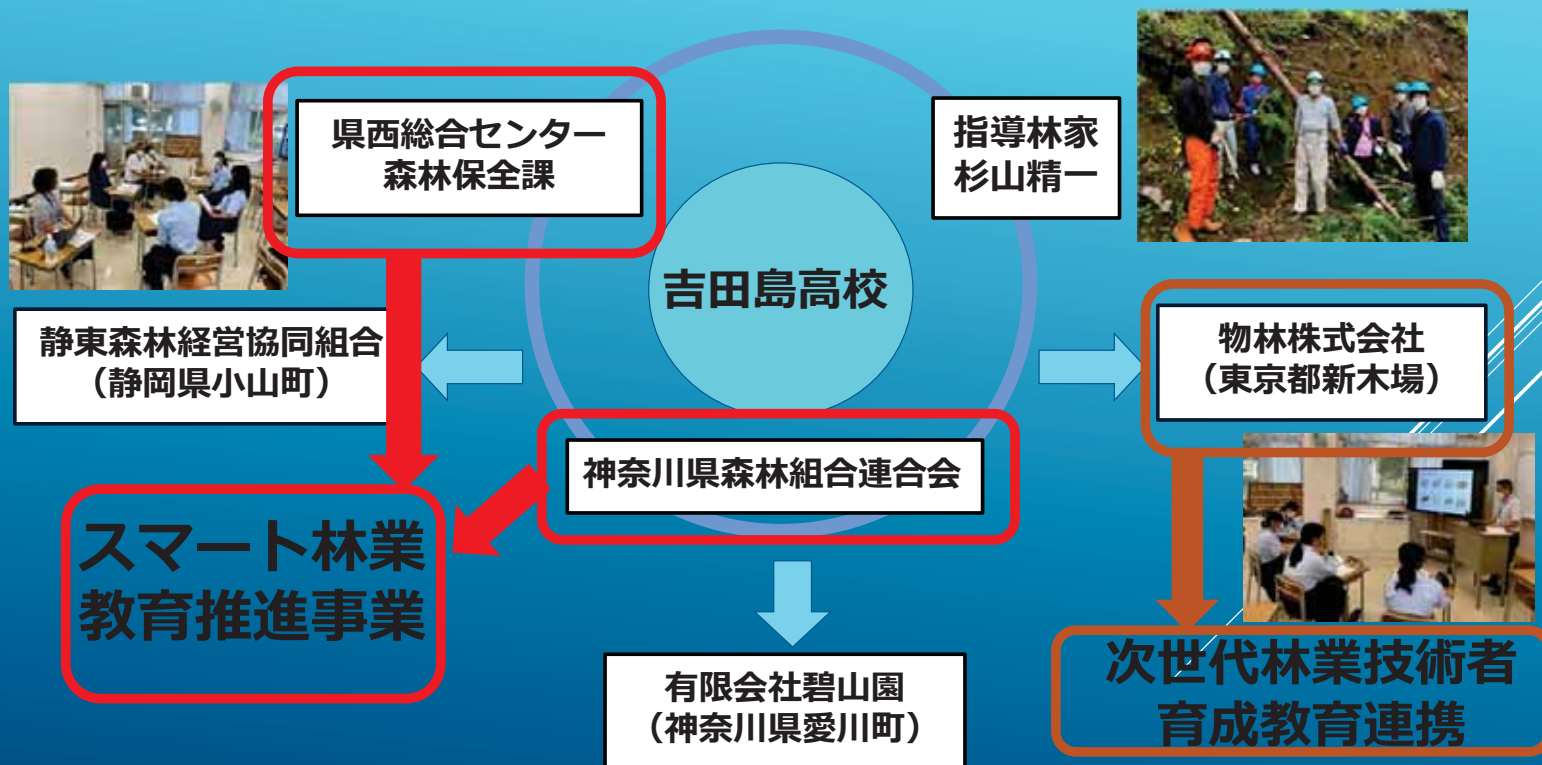 県西総合センター
森林保全課
指導林家
杉山精一
吉田島高校
静東森林経営協同組合
（静岡県小山町）
物林株式会社
（東京都新木場）
神奈川県森林組合連合会
スマート林業
教育推進事業
有限会社碧山園
（神奈川県愛川町）
次世代林業技術者
育成教育連携